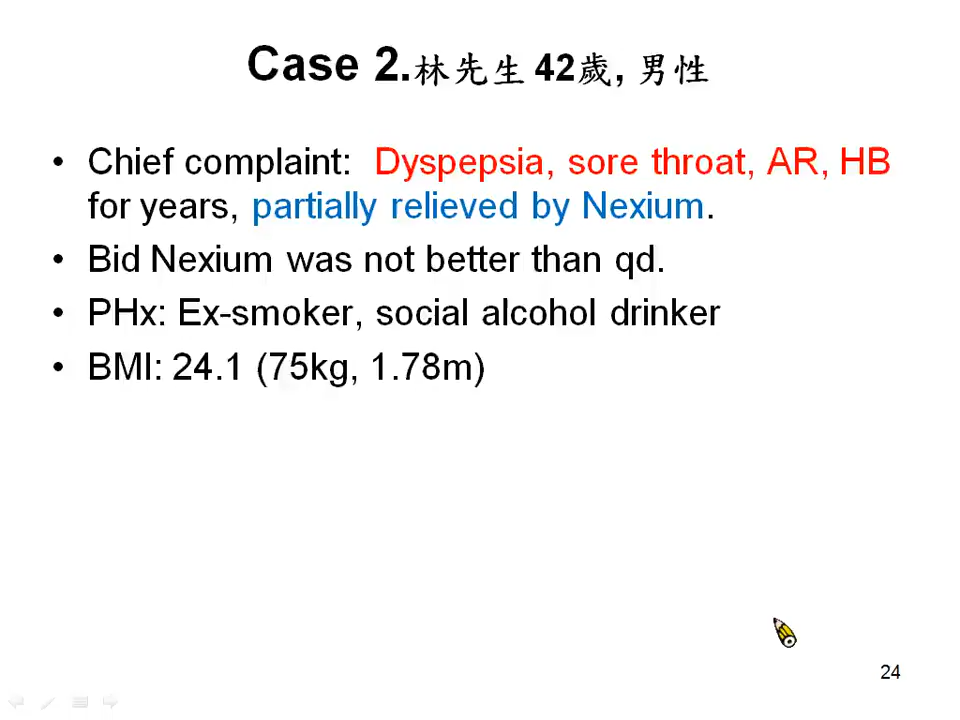 Case 2.林先生 42歲, 男性
• Chief complaint: Dyspepsia, sore throat, AR, HB
for years, partially relieved by Nexium.
• Bid Nexium was not better than qd.
• PHx: Ex-smoker, social alcohol drinker
• BMI: 24.1 (75kg, 1.78m)
24